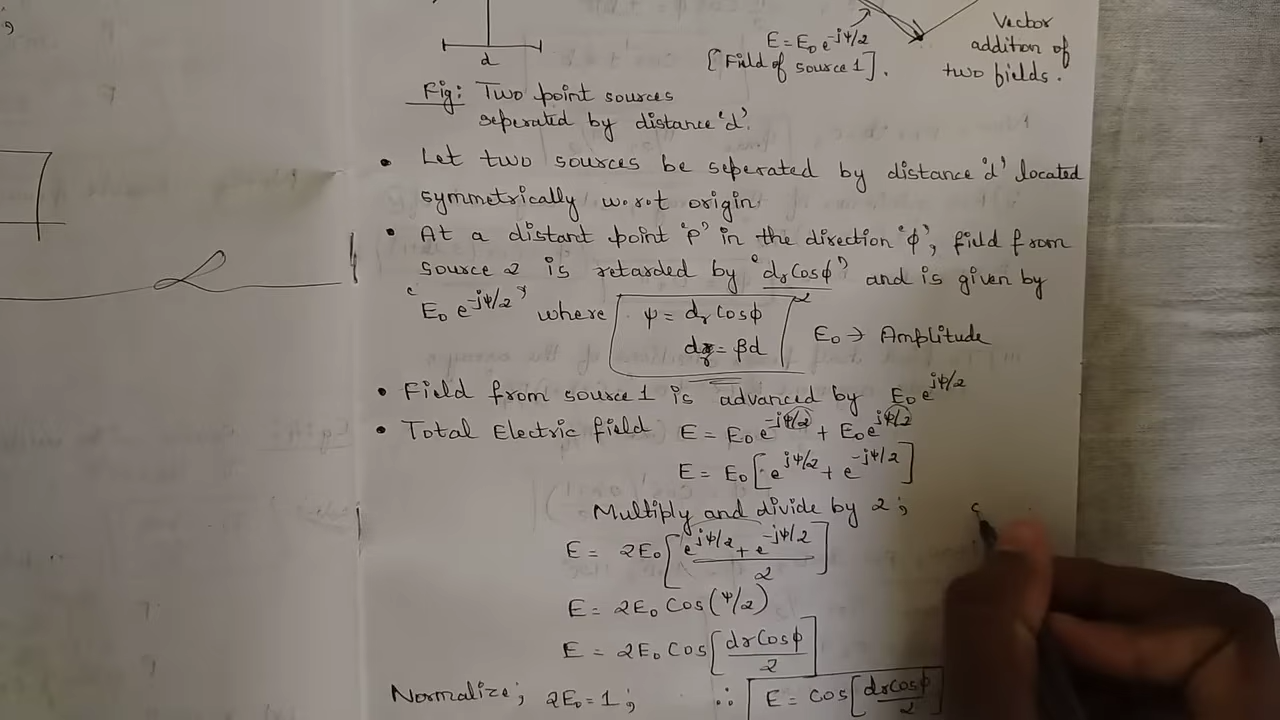 E = E₀ e^{-jψ/2}
[Field of source 1].
Vector
addition of
two fields.
d
Fig: Two point sources
seperated by distance 'd'.
• Let two sources be seperated by distance 'd' located
symmetrically w.r.t origin
• At a distant point 'P' in the direction 'ϕ', field from
source 2 is retarded by 'dr Cosϕ' and is given by
'E₀ e^{-jψ/2}' where ψ = dr Cosϕ
dr = βd
E₀ → Amplitude
• Field from source 1 is advanced by E₀ e^{jψ/2}
• Total Electric field E = E₀ e^{-jψ/2} + E₀ e^{jψ/2}
E = E₀ [e^{jψ/2} + e^{-jψ/2}]
Multiply and divide by 2;
E = 2E₀ [(e^{jψ/2} + e^{-jψ/2}) / 2]
E = 2E₀ Cos(ψ/2)
E = 2E₀ Cos[dr Cosϕ / 2]
Normalize; 2E₀ = 1; ∴ E = Cos[dr Cosϕ / 2]